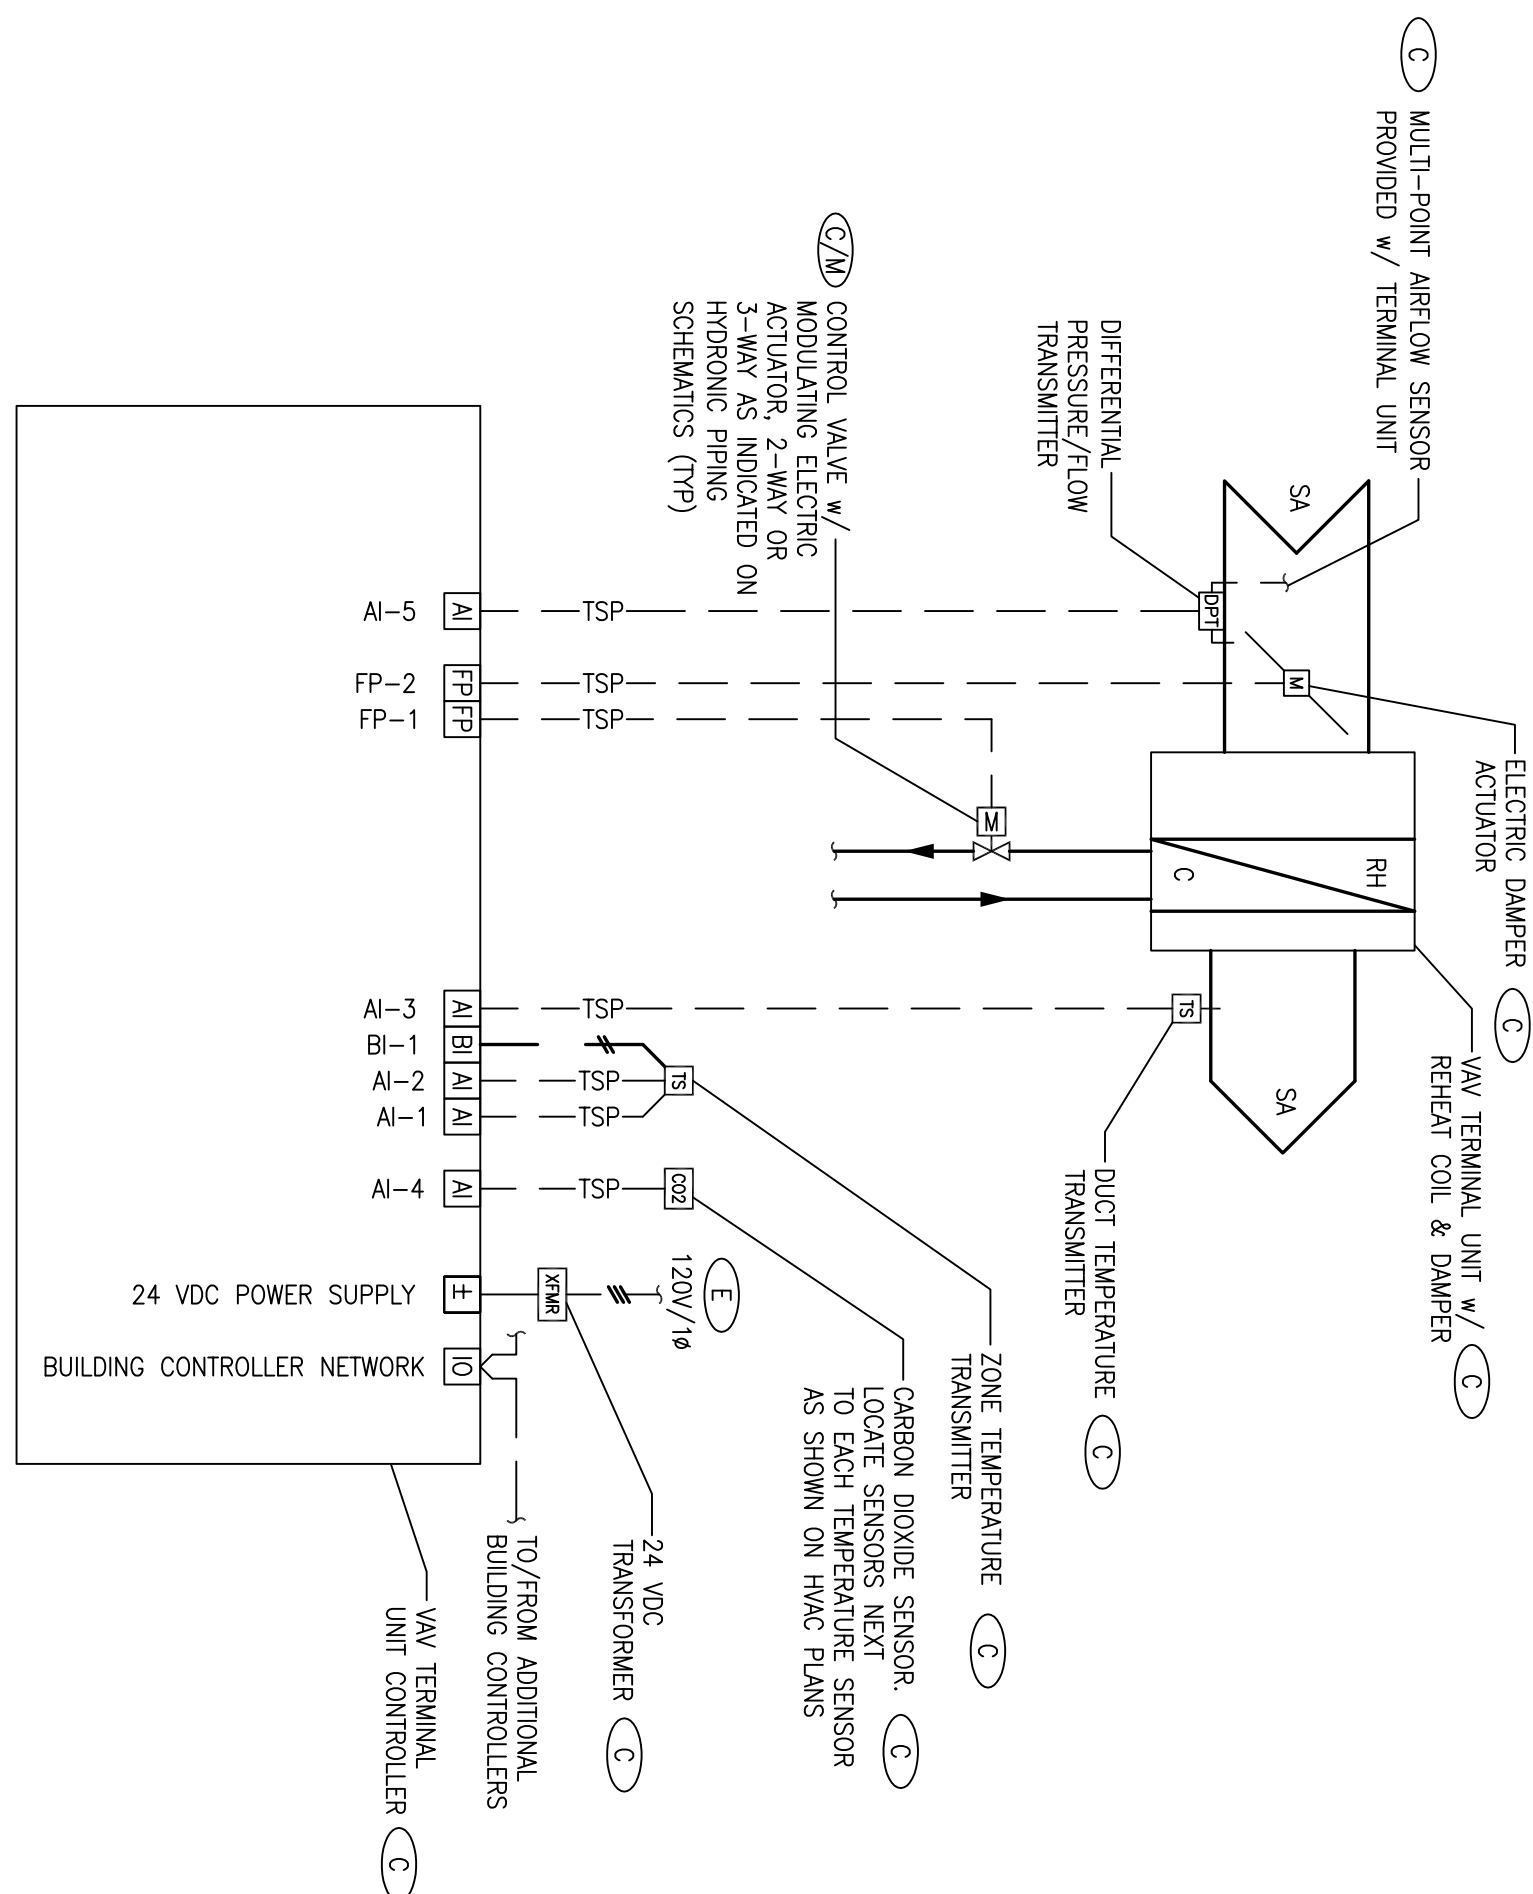 C
MULTI-POINT AIRFLOW SENSOR
PROVIDED w/ TERMINAL UNIT
SA
DIFFERENTIAL
PRESSURE/FLOW
TRANSMITTER
DPT
M
ELECTRIC DAMPER
ACTUATOR
C
C/M
CONTROL VALVE w/
MODULATING ELECTRIC
ACTUATOR, 2-WAY OR
3-WAY AS INDICATED ON
HYDRONIC PIPING
SCHEMATICS (TYP)
M
RH
C
VAV TERMINAL UNIT w/
REHEAT COIL & DAMPER
C
SA
TS
DUCT TEMPERATURE
TRANSMITTER
C
ZONE TEMPERATURE
TRANSMITTER
C
CARBON DIOXIDE SENSOR.
LOCATE SENSORS NEXT
TO EACH TEMPERATURE SENSOR
AS SHOWN ON HVAC PLANS
C
TS
CO2
E
120V/1ø
XFMR
24 VDC
TRANSFORMER
C
TO/FROM ADDITIONAL
BUILDING CONTROLLERS
VAV TERMINAL
UNIT CONTROLLER
C
AI-5 AI TSP
FP-2 FP TSP
FP-1 FP TSP
AI-3 AI TSP
BI-1 BI
AI-2 AI TSP
AI-1 AI TSP
AI-4 AI TSP
24 VDC POWER SUPPLY ±
BUILDING CONTROLLER NETWORK IO